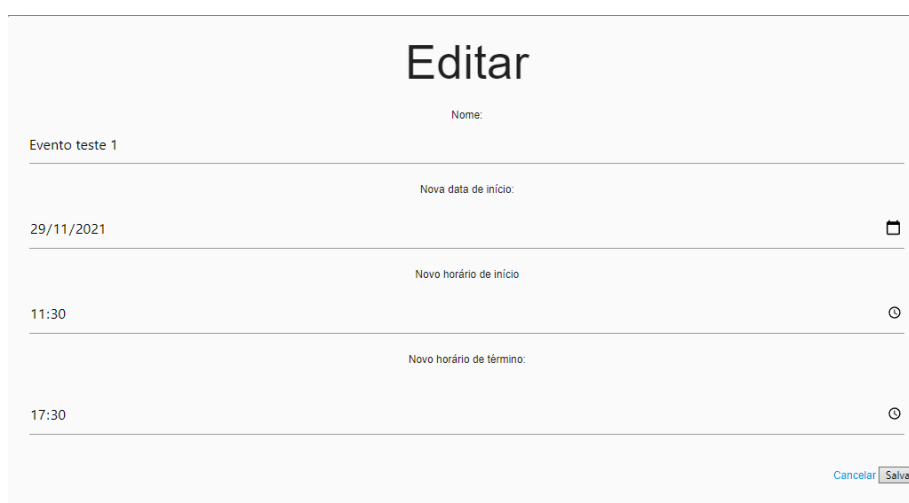 Editar
Nome:
Evento teste 1
Nova data de início:
29/11/2021
Novo horário de início
11:30
Novo horário de término:
17:30
Cancelar Salva